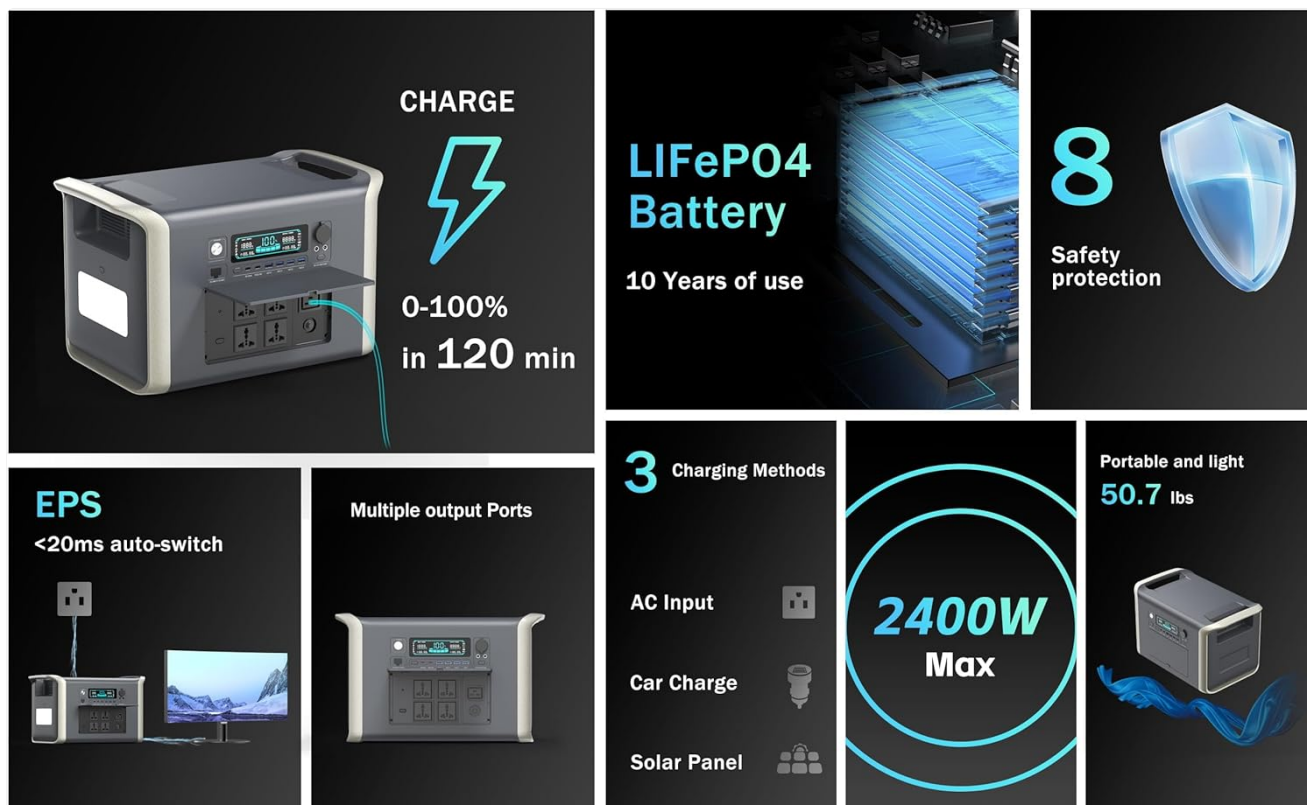 CHARGE
0-100%
in 120 min
LIFePO4
Battery
10 Years of use
8
Safety
protection
EPS
<20ms auto-switch
Multiple output Ports
3 Charging Methods
AC Input
Car Charge
Solar Panel
2400W
Max
Portable and light
50.7 lbs